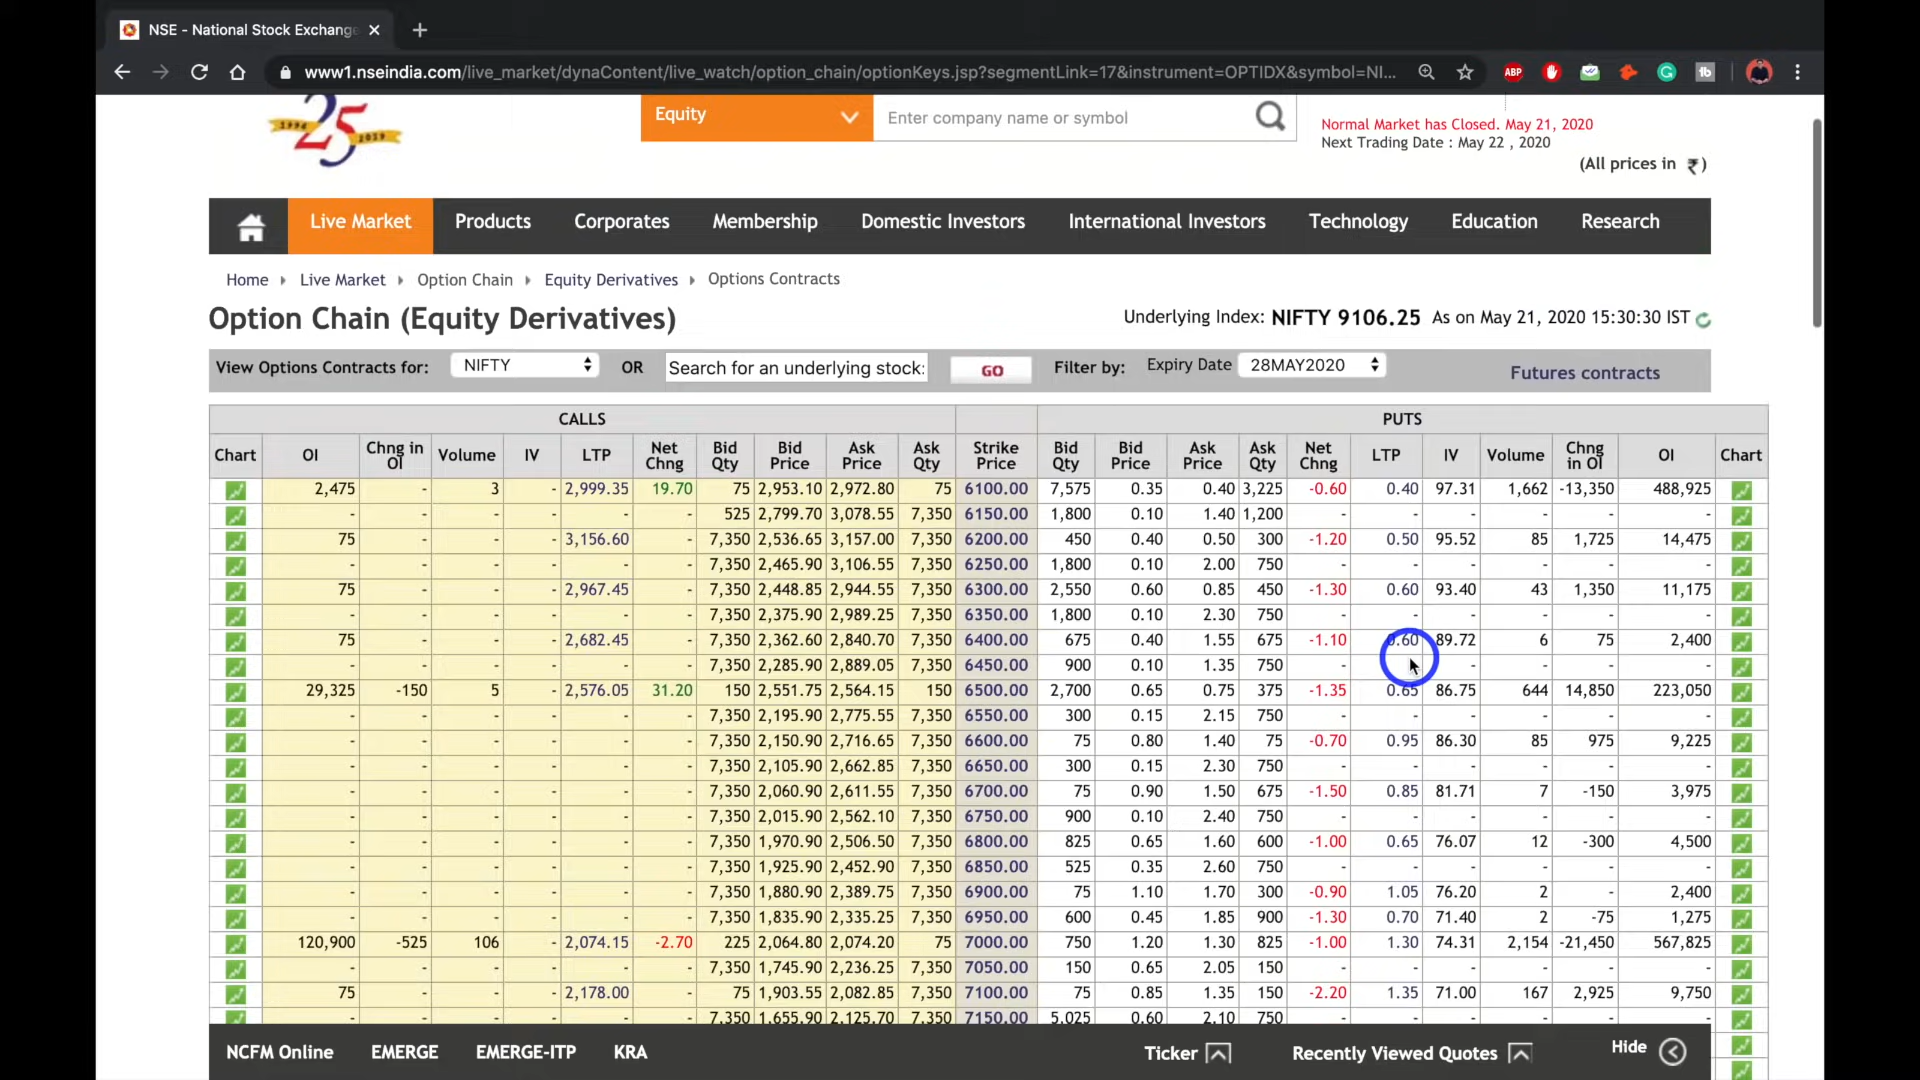 NSE - National Stock Exchange
www1.nseindia.com/live_market/dynaContent/live_watch/option_chain/optionKeys.jsp?segmentLink=17&instrument=OPTIDX&symbol=NI...
ABP
1994 25 2019
Equity
Enter company name or symbol
Normal Market has Closed. May 21, 2020
Next Trading Date : May 22 , 2020
(All prices in ₹)
Live Market Products Corporates Membership Domestic Investors International Investors Technology Education Research
Home Live Market Option Chain Equity Derivatives Options Contracts
Option Chain (Equity Derivatives)
Underlying Index: NIFTY 9106.25 As on May 21, 2020 15:30:30 IST
View Options Contracts for: NIFTY OR Search for an underlying stock: GO Filter by: Expiry Date 28MAY2020 Futures contracts
CALLS PUTS
Chart OI Chng in OI Volume IV LTP Net Chng Bid Qty Bid Price Ask Price Ask Qty Strike Price Bid Qty Bid Price Ask Price Ask Qty Net Chng LTP IV Volume Chng in OI OI Chart
2,475 - 3 - 2,999.35 19.70 75 2,953.10 2,972.80 75 6100.00 7,575 0.35 0.40 3,225 -0.60 0.40 97.31 1,662 -13,350 488,925
- - - - - - 525 2,799.70 3,078.55 7,350 6150.00 1,800 0.10 1.40 1,200 - - - - - -
75 - - - 3,156.60 - 7,350 2,536.65 3,157.00 7,350 6200.00 450 0.40 0.50 300 -1.20 0.50 95.52 85 1,725 14,475
- - - - - - 7,350 2,465.90 3,106.55 7,350 6250.00 1,800 0.10 2.00 750 - - - - - -
75 - - - 2,967.45 - 7,350 2,448.85 2,944.55 7,350 6300.00 2,550 0.60 0.85 450 -1.30 0.60 93.40 43 1,350 11,175
- - - - - - 7,350 2,375.90 2,989.25 7,350 6350.00 1,800 0.10 2.30 750 - - - - - -
75 - - - 2,682.45 - 7,350 2,362.60 2,840.70 7,350 6400.00 675 0.40 1.55 675 -1.10 0.60 89.72 6 75 2,400
- - - - - - 7,350 2,285.90 2,889.05 7,350 6450.00 900 0.10 1.35 750 - - - - - -
29,325 -150 5 - 2,576.05 31.20 150 2,551.75 2,564.15 150 6500.00 2,700 0.65 0.75 375 -1.35 0.65 86.75 644 14,850 223,050
- - - - - - 7,350 2,195.90 2,775.55 7,350 6550.00 300 0.15 2.15 750 - - - - - -
- - - - - - 7,350 2,150.90 2,716.65 7,350 6600.00 75 0.80 1.40 75 -0.70 0.95 86.30 85 975 9,225
- - - - - - 7,350 2,105.90 2,662.85 7,350 6650.00 300 0.15 2.30 750 - - - - - -
- - - - - - 7,350 2,060.90 2,611.55 7,350 6700.00 75 0.90 1.50 675 -1.50 0.85 81.71 7 -150 3,975
- - - - - - 7,350 2,015.90 2,562.10 7,350 6750.00 900 0.10 2.40 750 - - - - - -
- - - - - - 7,350 1,970.90 2,506.50 7,350 6800.00 825 0.65 1.60 600 -1.00 0.65 76.07 12 -300 4,500
- - - - - - 7,350 1,925.90 2,452.90 7,350 6850.00 525 0.35 2.60 750 - - - - - -
- - - - - - 7,350 1,880.90 2,389.75 7,350 6900.00 75 1.10 1.70 300 -0.90 1.05 76.20 2 - 2,400
- - - - - - 7,350 1,835.90 2,335.25 7,350 6950.00 600 0.45 1.85 900 -1.30 0.70 71.40 2 -75 1,275
120,900 -525 106 - 2,074.15 -2.70 225 2,064.80 2,074.20 75 7000.00 750 1.20 1.30 825 -1.00 1.30 74.31 2,154 -21,450 567,825
- - - - - - 7,350 1,745.90 2,236.25 7,350 7050.00 150 0.65 2.05 150 - - - - - -
75 - - - 2,178.00 - 75 1,903.55 2,082.85 7,350 7100.00 75 0.85 1.35 150 -2.20 1.35 71.00 167 2,925 9,750
- - - - - - 7,350 1,655.90 2,125.70 7,350 7150.00 5,025 0.60 2.10 750 - - - - - -
NCFM Online EMERGE EMERGE-ITP KRA Ticker Recently Viewed Quotes Hide